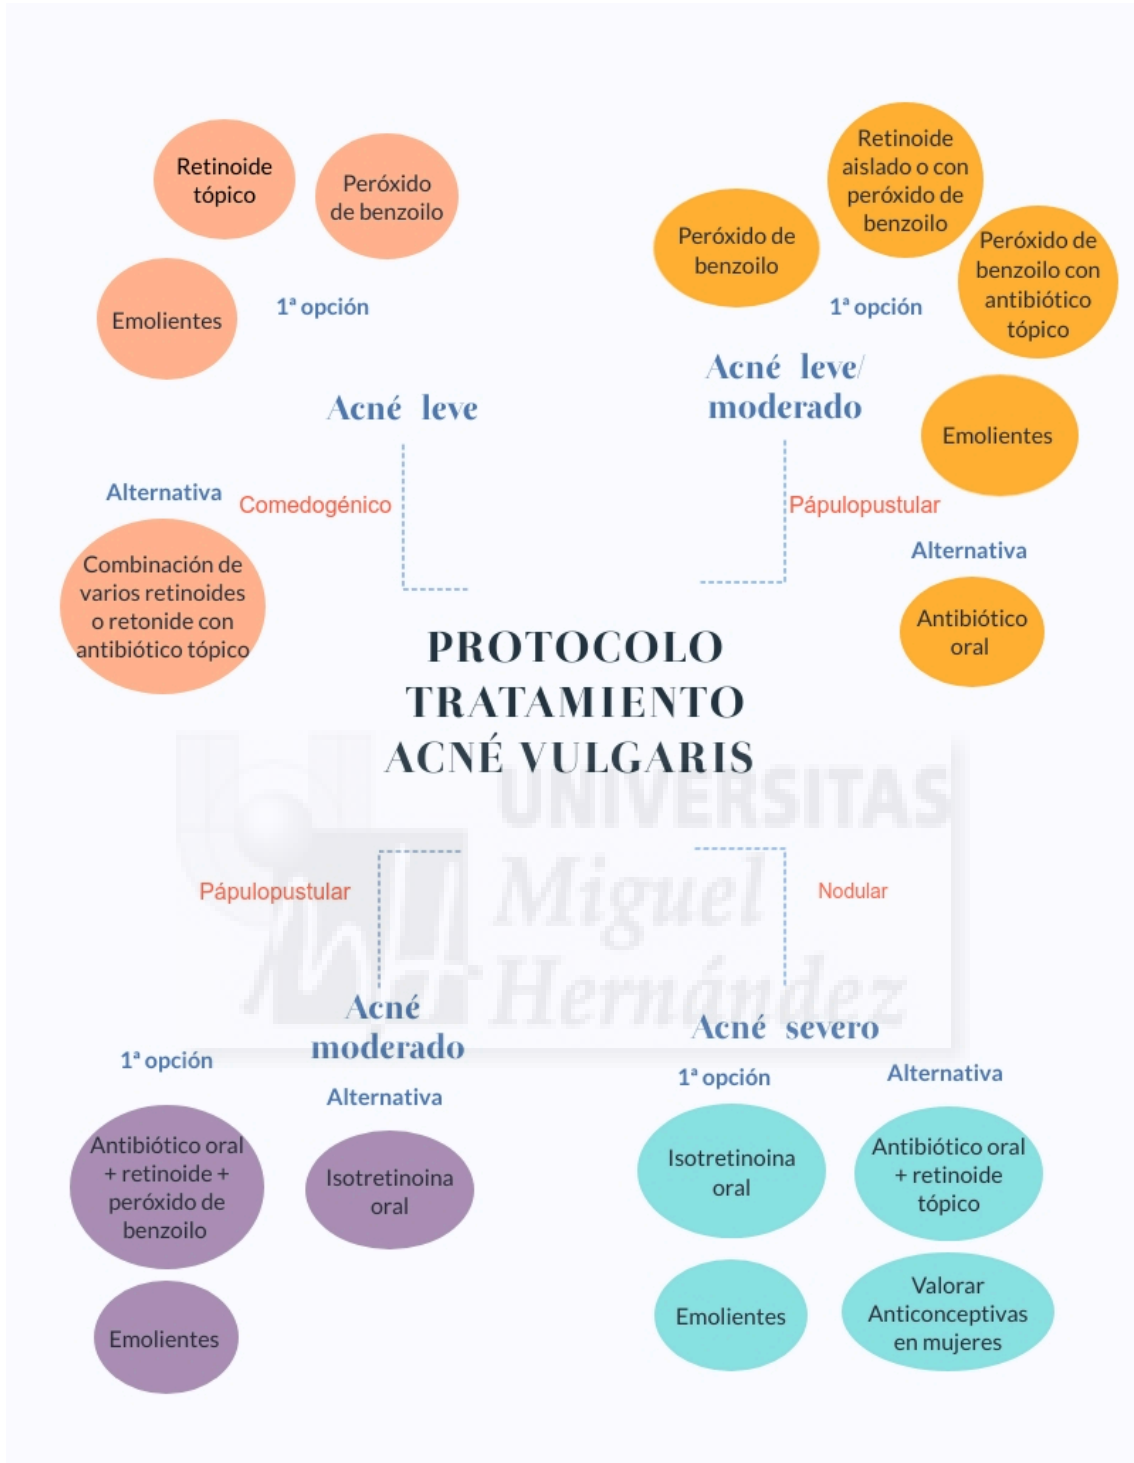 Retinoide
tópico
Peróxido
de benzoilo
Emolientes
1ª opción
Acné leve
Alternativa
Comedogénico
Combinación de
varios retinoides
o retonide con
antibiótico tópico
Peróxido de
benzoilo
Retinoide
aislado o con
peróxido de
benzoilo
Peróxido de
benzoilo con
antibiótico
tópico
1ª opción
Acné leve/
moderado
Emolientes
Pápulopustular
Alternativa
Antibiótico
oral
PROTOCOLO
TRATAMIENTO
ACNÉ VULGARIS
UNIVERSITAS
Miguel
Hernández
Pápulopustular
Acné
moderado
1ª opción
Alternativa
Antibiótico oral
+ retinoide +
peróxido de
benzoilo
Isotretinoina
oral
Emolientes
Nodular
Acné severo
1ª opción
Alternativa
Isotretinoina
oral
Antibiótico oral
+ retinoide
tópico
Emolientes
Valorar
Anticonceptivas
en mujeres